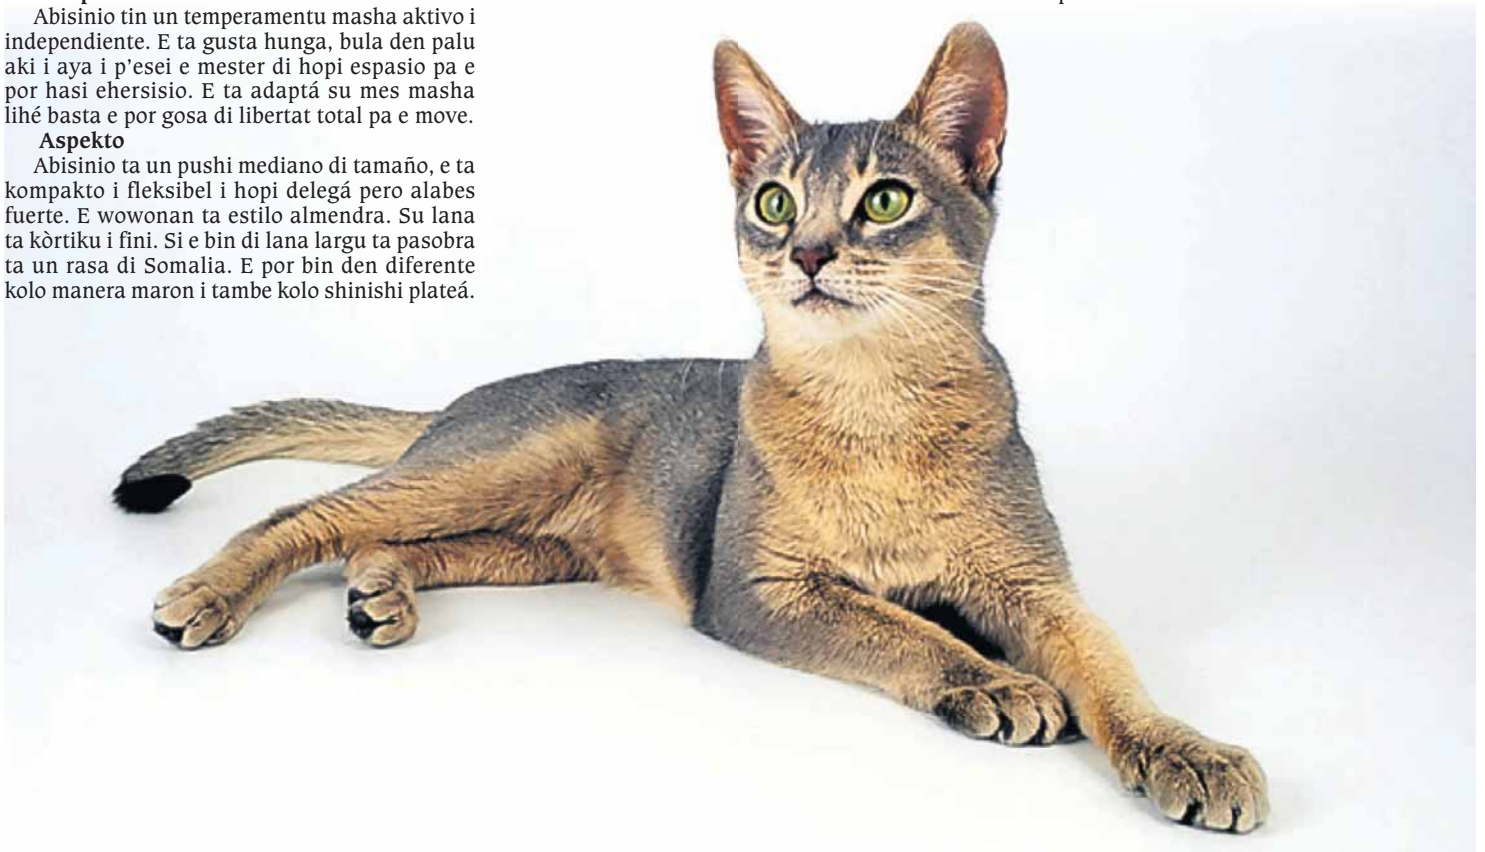 Abisinio tin un temperamentu masha aktivo i
independiente. E ta gusta hunga, bula den palu
aki i aya i p'esei e mester di hopi espasio pa e
por hasi ehersisio. E ta adaptá su mes masha
lihé basta e por gosa di libertat total pa e move.
Aspekto
Abisinio ta un pushi mediano di tamaño, e ta
kompakto i fleksibel i hopi delegá pero alabes
fuerte. E wowonan ta estilo almendra. Su lana
ta kòrtiku i fini. Si e bin di lana largu ta pasobra
ta un rasa di Somalia. E por bin den diferente
kolo manera maron i tambe kolo shinishi plateá.